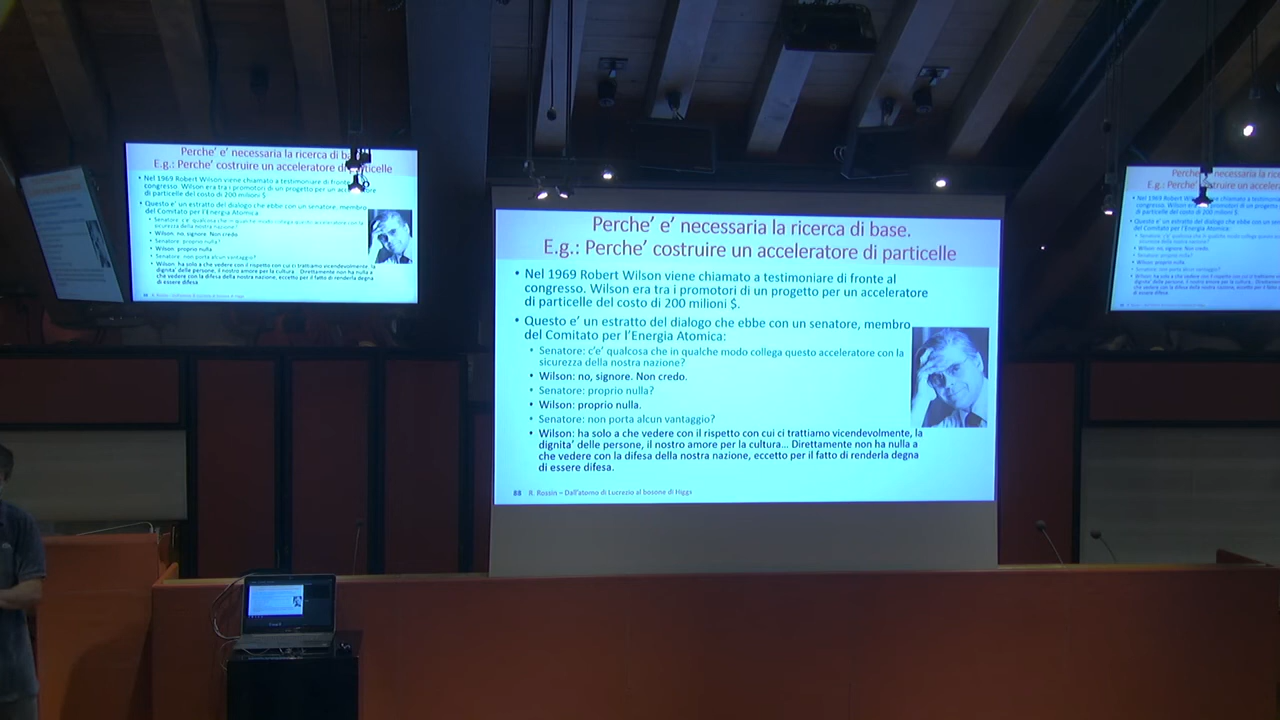 Perche' e' necessaria la ricerca di base.
E.g.: Perche' costruire un acceleratore di particelle
• Nel 1969 Robert Wilson viene chiamato a testimoniare di fronte al
congresso. Wilson era tra i promotori di un progetto per un acceleratore
di particelle del costo di 200 milioni $.
• Questo e' un estratto del dialogo che ebbe con un senatore, membro
del Comitato per l'Energia Atomica:
• Senatore: c'e' qualcosa che in qualche modo collega questo acceleratore con la
sicurezza della nostra nazione?
• Wilson: no, signore. Non credo.
• Senatore: proprio nulla?
• Wilson: proprio nulla.
• Senatore: non porta alcun vantaggio?
• Wilson: ha solo a che vedere con il rispetto con cui ci trattiamo vicendevolmente, la
dignita' delle persone, il nostro amore per la cultura... Direttamente non ha nulla a
che vedere con la difesa della nostra nazione, eccetto per il fatto di renderla degna
di essere difesa.
88 R. Rossin – Dall'atomo di Lucrezio al bosone di Higgs